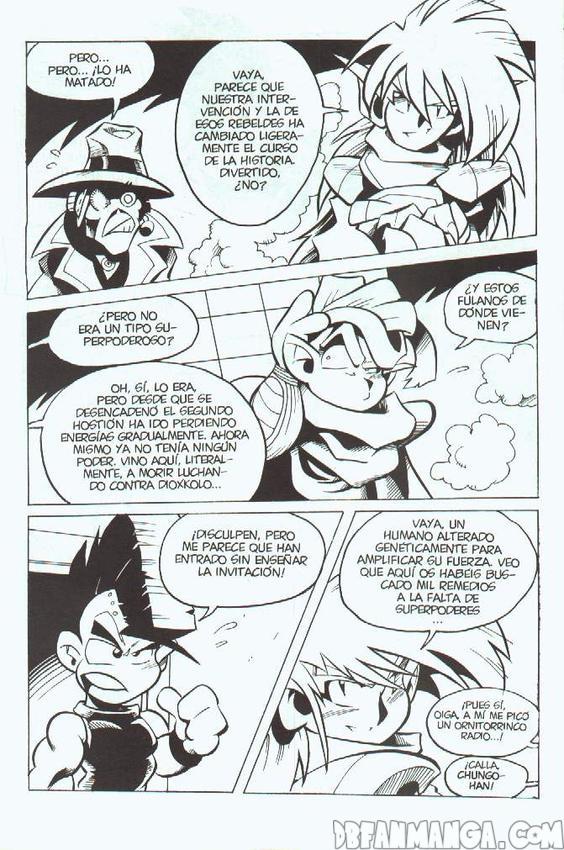 PERO...
PERO... ¡LO HA
MATADO!
VAYA,
PARECE QUE
NUESTRA INTER-
VENCIÓN Y LA DE
ESOS REBELDES HA
CAMBIADO LIGERA-
MENTE EL CURSO
DE LA HISTORIA.
DIVERTIDO,
¿NO?
¿PERO NO
ERA UN TIPO SU-
PERPODEROSO?
¿Y ESTOS
FULANOS DE
DÓNDE VIE-
NEN?
OH, SÍ, LO ERA,
PERO DESDE QUE SE
DESENCADENÓ EL SEGUNDO
HOSTIÓN HA IDO PERDIENDO
ENERGÍAS GRADUALMENTE. AHORA
MISMO YA NO TENÍA NINGÚN
PODER. VINO AQUÍ, LITERAL-
MENTE, A MORIR LUCHAN-
DO CONTRA DIOXKOLO...
¡DISCULPEN, PERO
ME PARECE QUE HAN
ENTRADO SIN ENSEÑAR
LA INVITACIÓN!
VAYA, UN
HUMANO ALTERADO
GENÉTICAMENTE PARA
AMPLIFICAR SU FUERZA. VEO
QUE AQUÍ OS HABÉIS BUS-
CADO MIL REMEDIOS
A LA FALTA DE
SUPERPODERES
...
¡PUES SÍ,
OIGA, A MÍ ME PICÓ
UN ORNITORRINCO
RADIO...!
¡CALLA,
CHUNGO-
HAN!
DBFANMANGA.COM